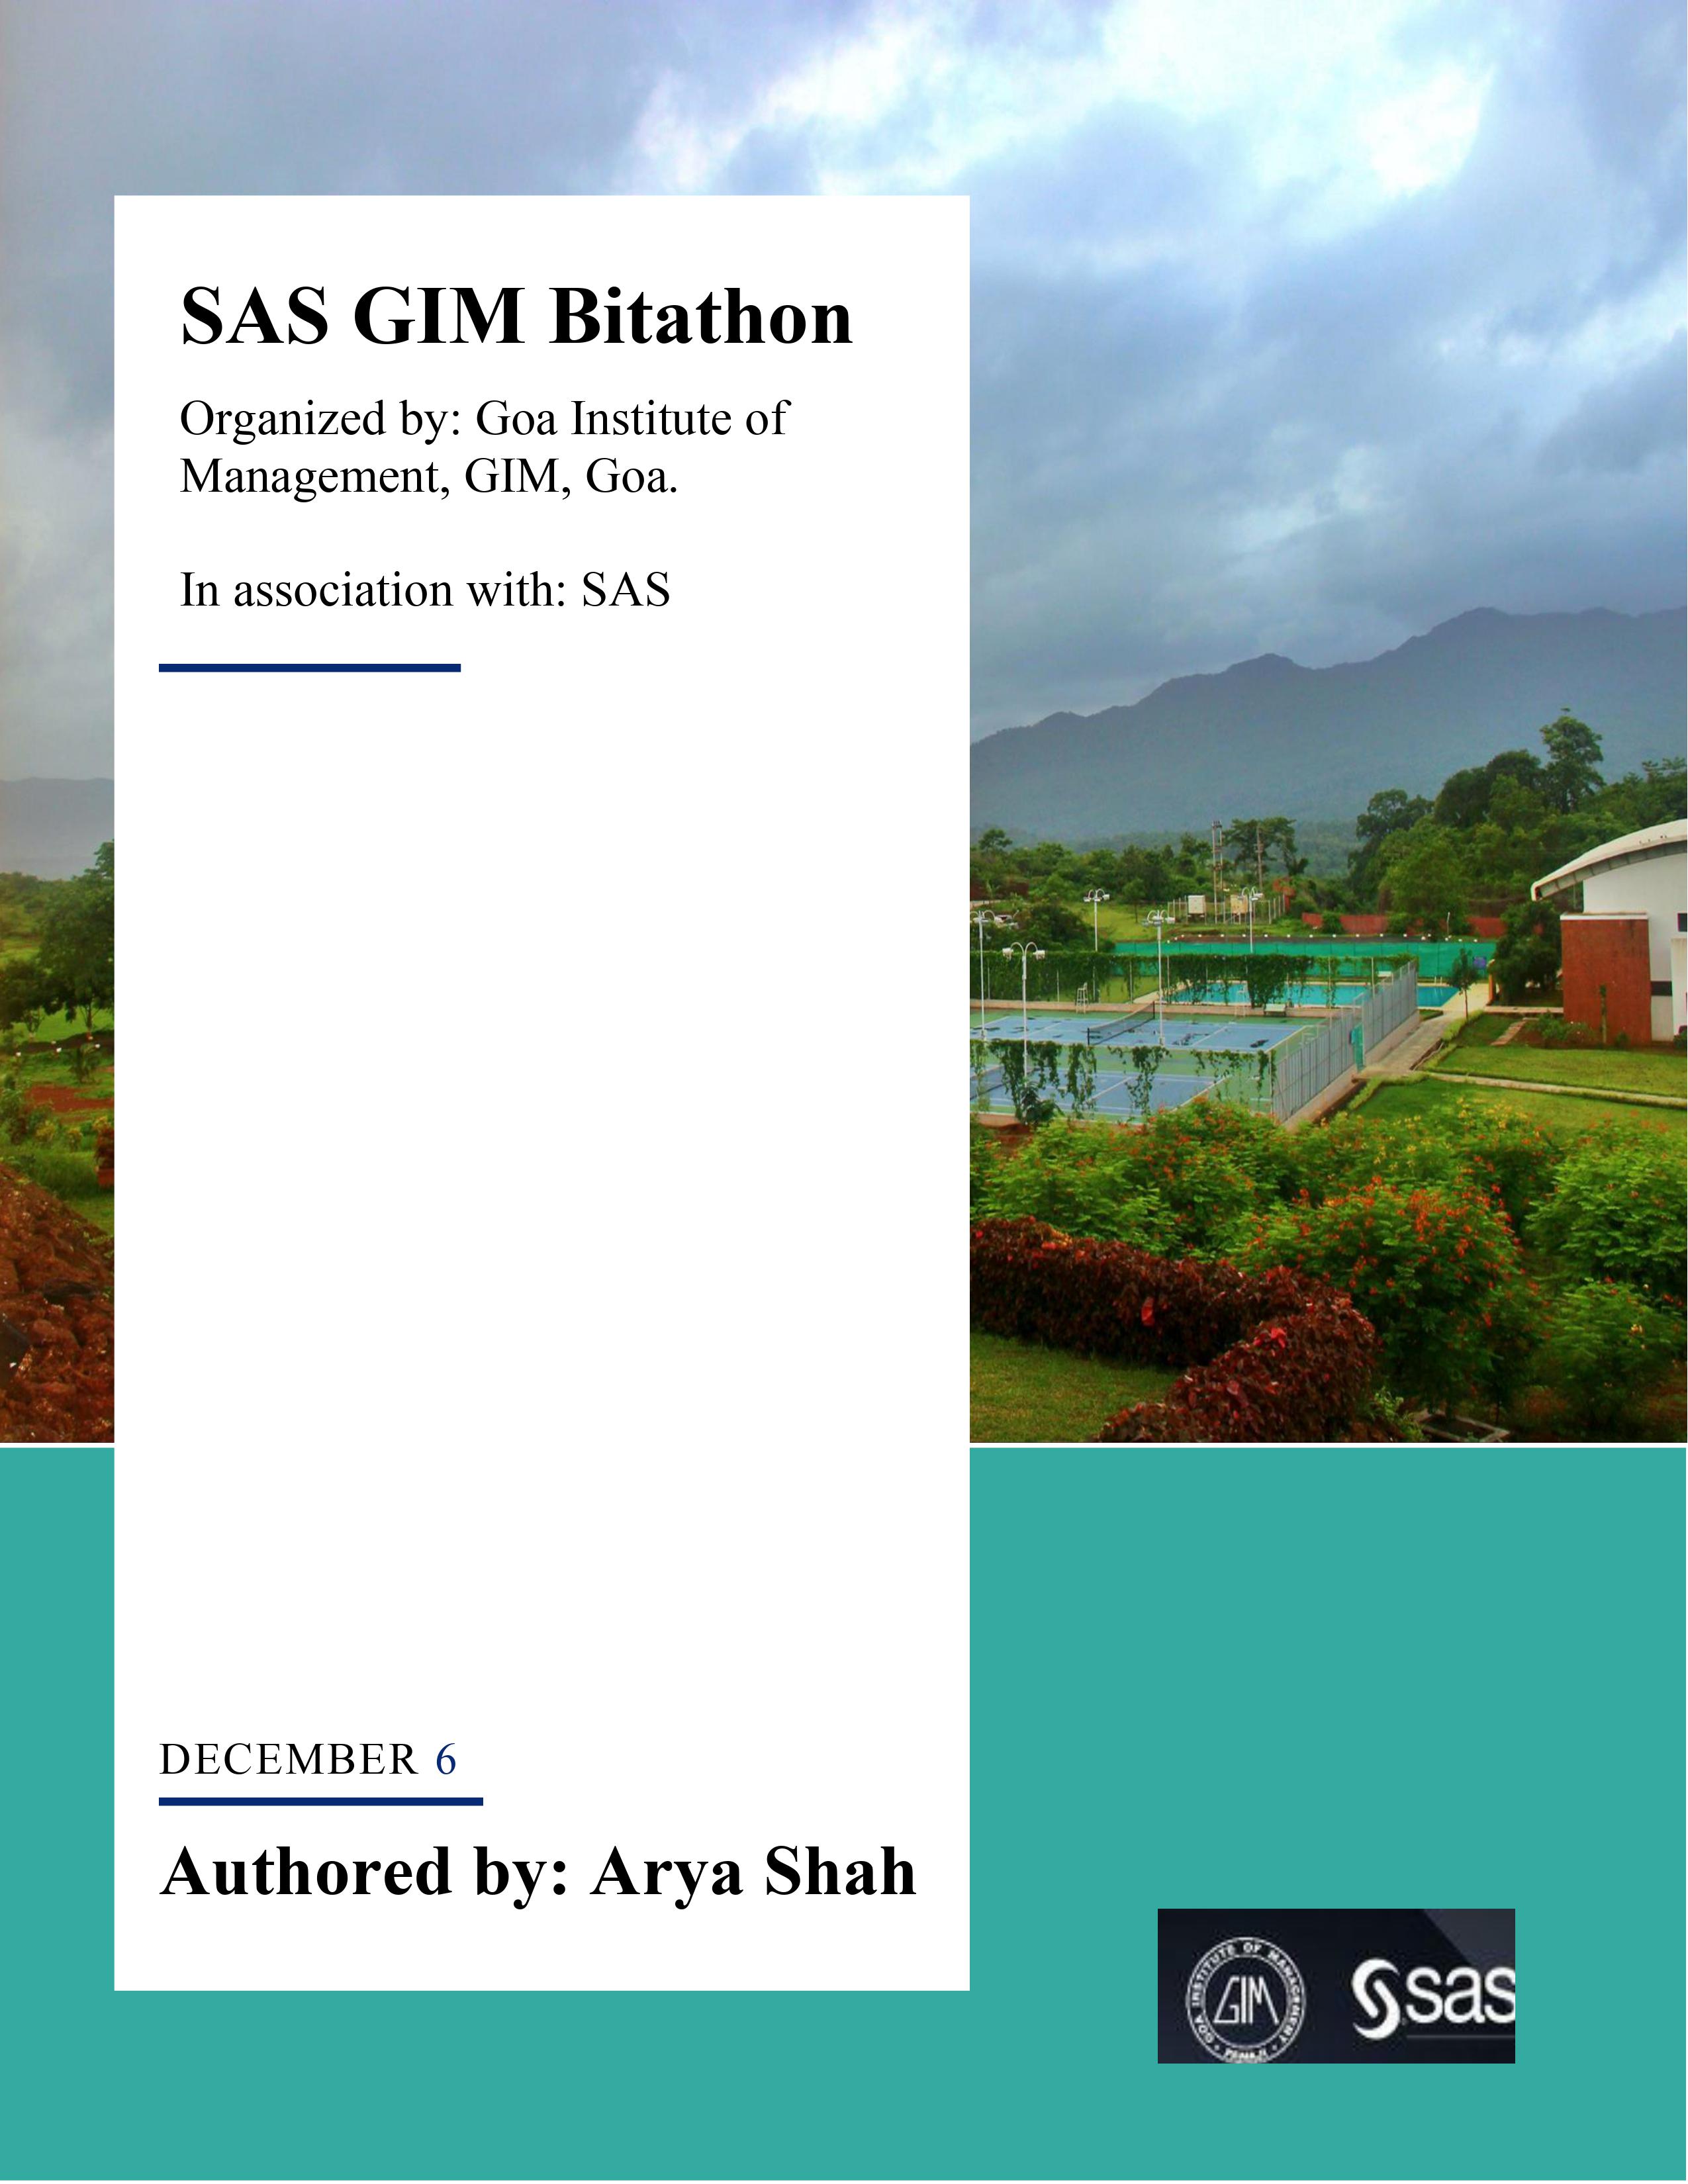 SAS GIM Bitathon
Organized by: Goa Institute of
Management, GIM, Goa.
In association with: SAS
DECEMBER 6
Authored by: Arya Shah
GOA INSTITUTE OF MANAGEMENT
GIM
sas